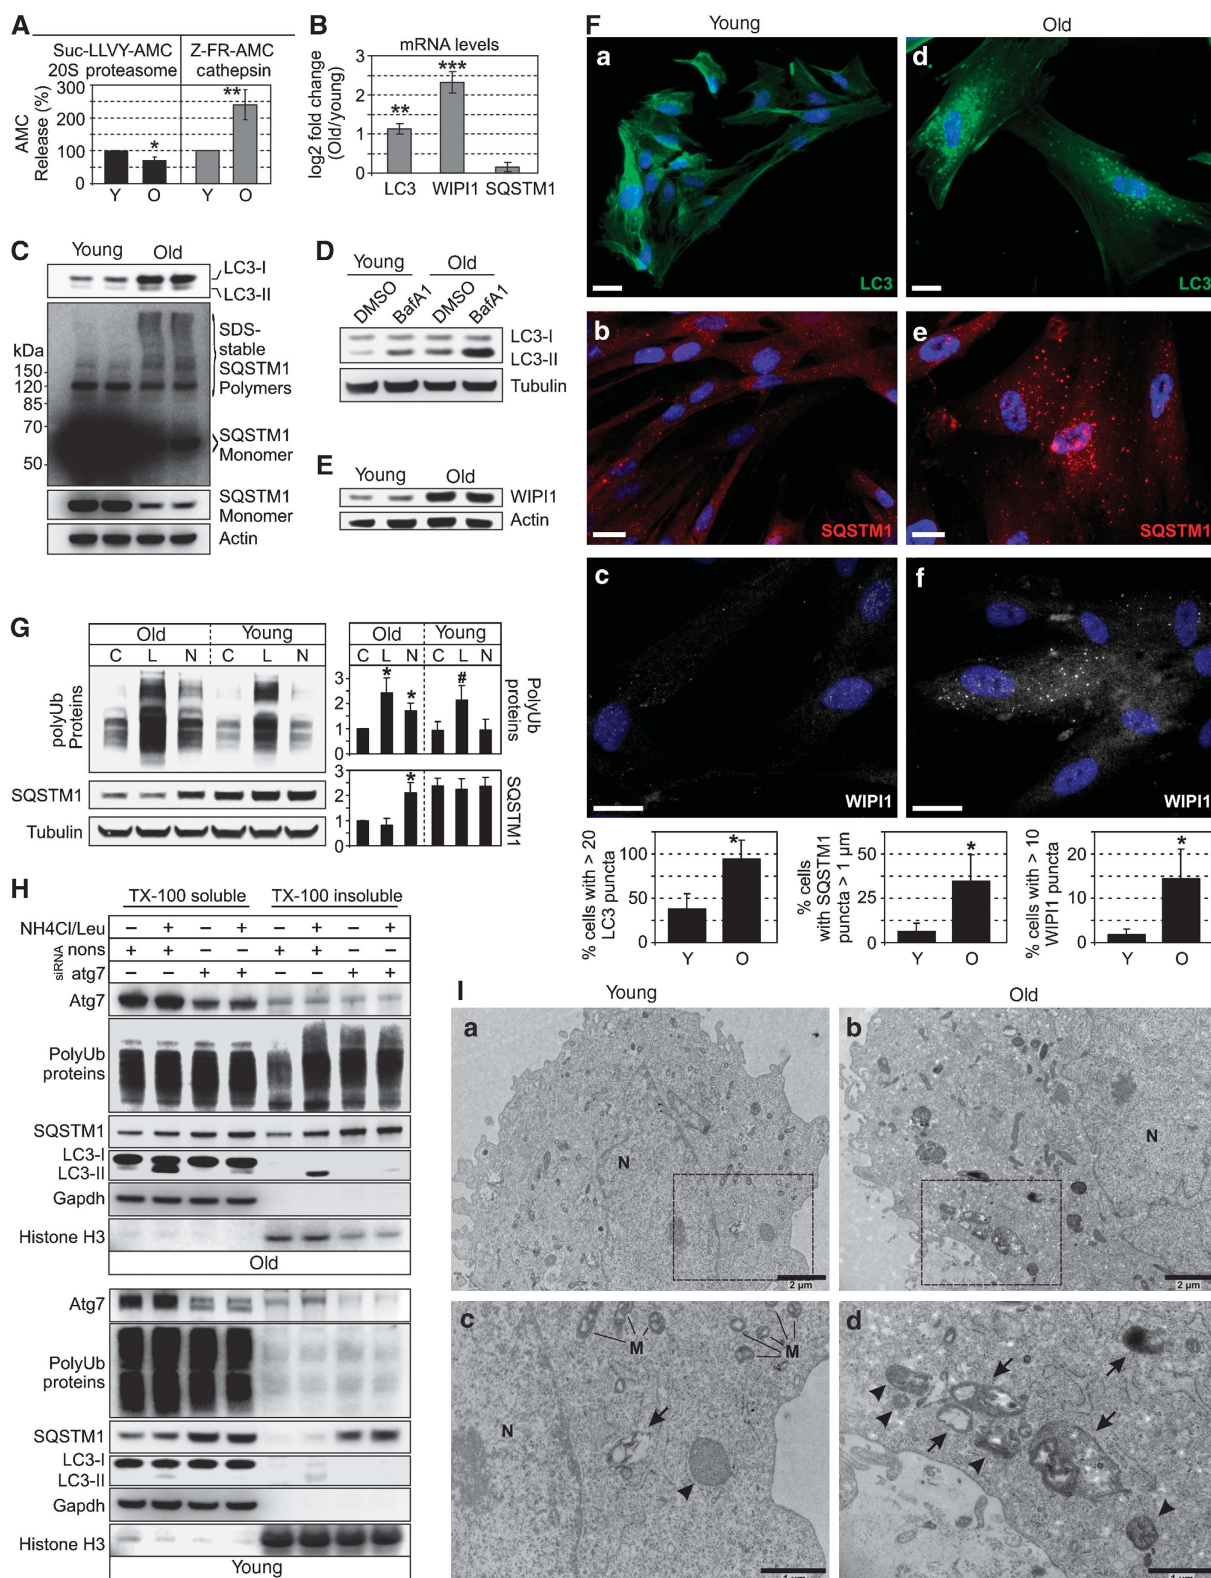 A
Suc-LLVY-AMC
20S proteasome
Z-FR-AMC
cathepsin
AMC
Release (%)
300
200
100
0
*
**
Y O Y O
B
mRNA levels
log2 fold change
(Old/young)
3
2
1
0
**
***
LC3 WIPI1 SQSTM1
C
Young Old
LC3-I
LC3-II
kDa
150
120
85
70
50
SDS-
stable
SQSTM1
Polymers
SQSTM1
Monomer
SQSTM1
Monomer
Actin
D
Young Old
DMSO BafA1 DMSO BafA1
LC3-I
LC3-II
Tubulin
E
Young Old
WIPI1
Actin
F
Young Old
a
LC3
d
LC3
b
SQSTM1
e
SQSTM1
c
WIPI1
f
WIPI1
% cells with > 20
LC3 puncta
100
50
0
*
Y O
% cells
with SQSTM1
puncta > 1 µm
50
25
0
*
Y O
% cells with > 10
WIPI1 puncta
20
15
10
5
0
*
Y O
G
Old Young
C L N C L N
polyUb
Proteins
SQSTM1
Tubulin
Old Young
C L N C L N
3
2
1
0
* * #
PolyUb
proteins
3
2
1
0
*
SQSTM1
H
TX-100 soluble TX-100 insoluble
NH4Cl/Leu − + − + − + − +
siRNA nons + + − − + + − −
atg7 − − + + − − + +
Atg7
PolyUb
proteins
SQSTM1
LC3-I
LC3-II
Gapdh
Histone H3
Old
Atg7
PolyUb
proteins
SQSTM1
LC3-I
LC3-II
Gapdh
Histone H3
Young
I
Young Old
a
N
2 µm
b
N
2 µm
c
M
M
N
1 µm
d
1 µm